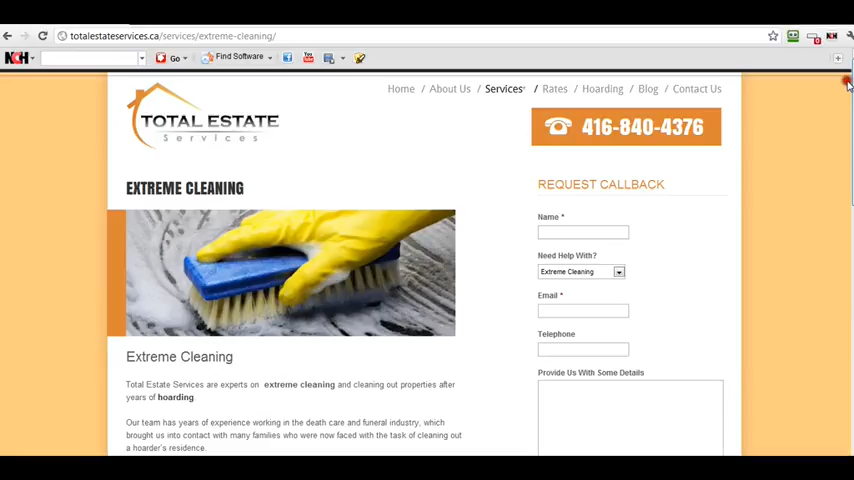 totalestateservices.ca/services/extreme-cleaning/
NCH Go Find Software You Tube
Home / About Us / Services / Rates / Hoarding / Blog / Contact Us
TOTAL ESTATE
Services
416-840-4376
EXTREME CLEANING
Extreme Cleaning
Total Estate Services are experts on extreme cleaning and cleaning out properties after
years of hoarding.
Our team has years of experience working in the death care and funeral industry, which
brought us into contact with many families who were now faced with the task of cleaning out
a hoarder's residence.
REQUEST CALLBACK
Name *
Need Help With?
Extreme Cleaning
Email *
Telephone
Provide Us With Some Details